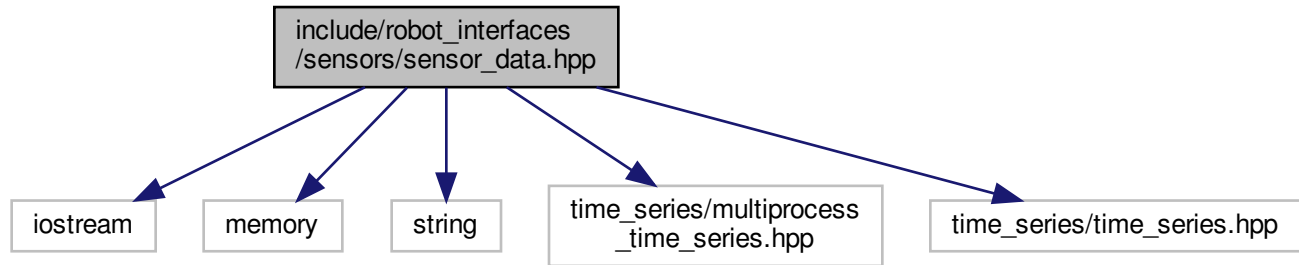 include/robot_interfaces
/sensors/sensor_data.hpp
iostream
memory
string
time_series/multiprocess
_time_series.hpp
time_series/time_series.hpp